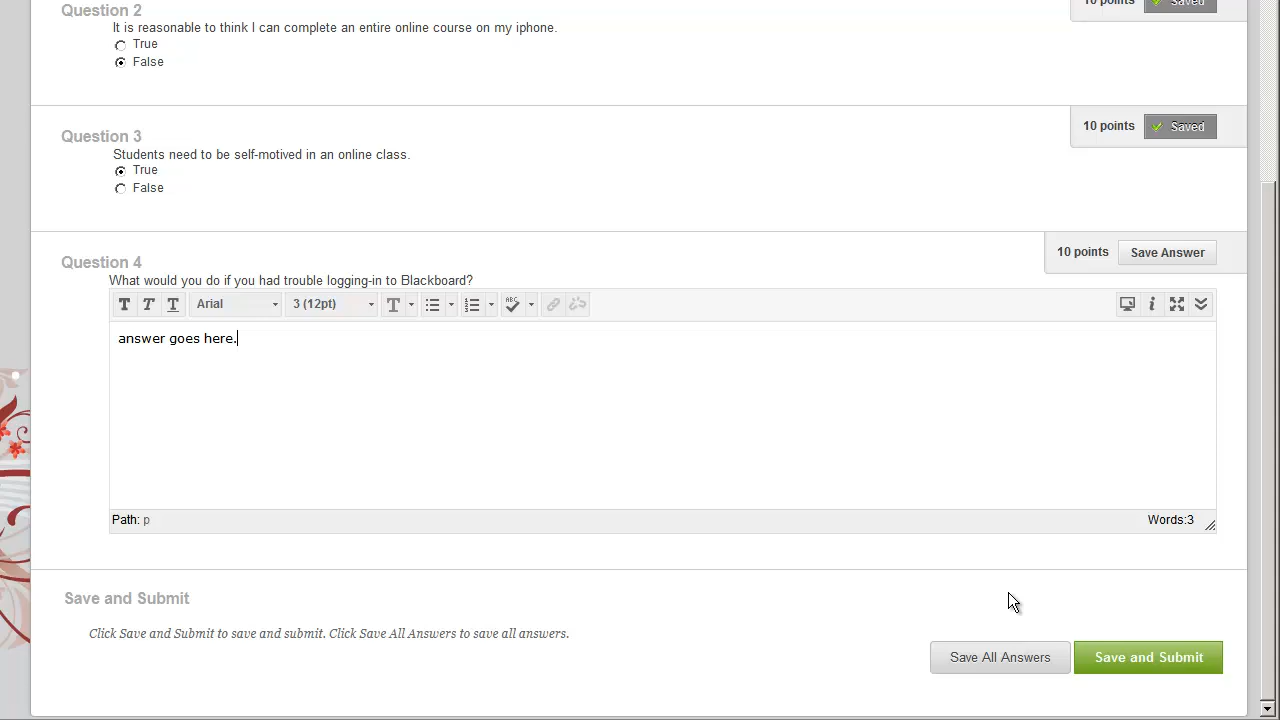 Question 2
10 points
Saved
It is reasonable to think I can complete an entire online course on my iphone.
True
False
Question 3
10 points
Saved
Students need to be self-motived in an online class.
True
False
Question 4
10 points
Save Answer
What would you do if you had trouble logging-in to Blackboard?
T T T Arial 3 (12pt) T ABC i
answer goes here.
Path: p
Words:3
Save and Submit
Click Save and Submit to save and submit. Click Save All Answers to save all answers.
Save All Answers
Save and Submit